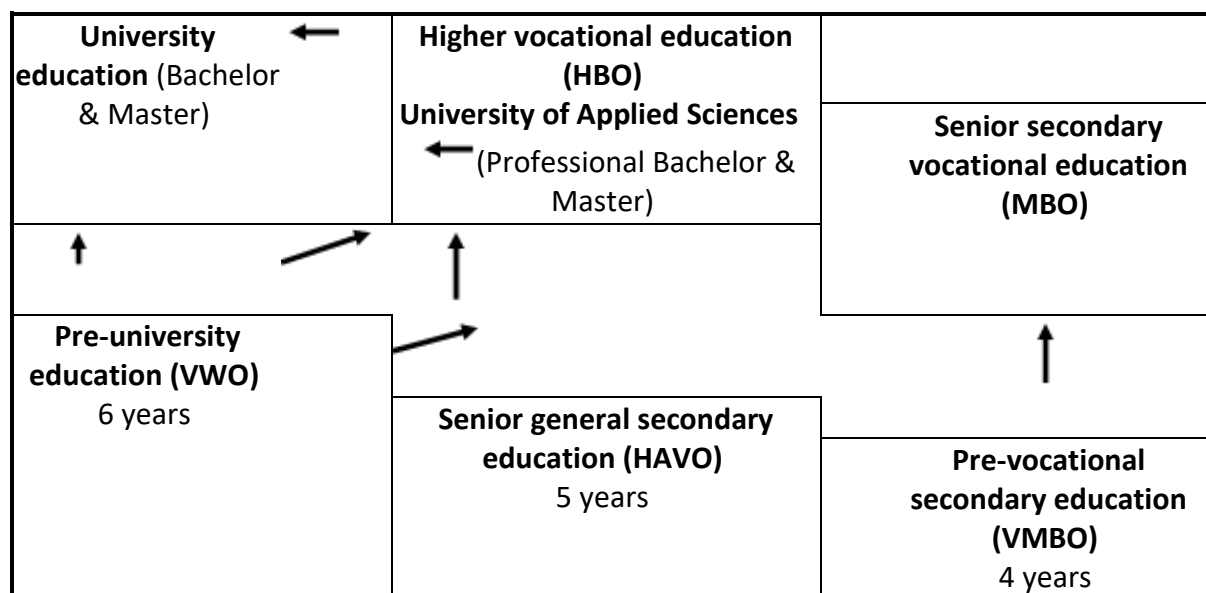 University
education (Bachelor
& Master)
Higher vocational education
(HBO)
University of Applied Sciences
(Professional Bachelor &
Master)
Senior secondary
vocational education
(MBO)
Pre-university
education (VWO)
6 years
Senior general secondary
education (HAVO)
5 years
Pre-vocational
secondary education
(VMBO)
4 years